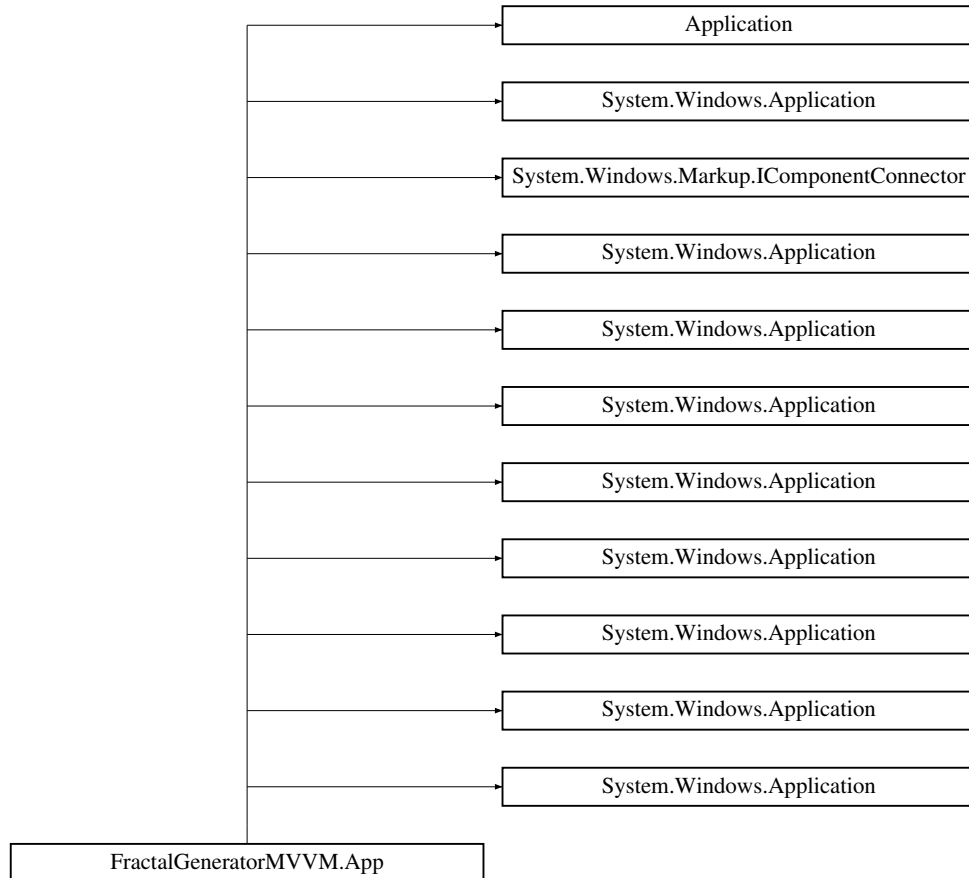 Application
System.Windows.Application
System.Windows.Markup.IComponentConnector
System.Windows.Application
System.Windows.Application
System.Windows.Application
System.Windows.Application
System.Windows.Application
System.Windows.Application
System.Windows.Application
System.Windows.Application
FractalGeneratorMVVM.App